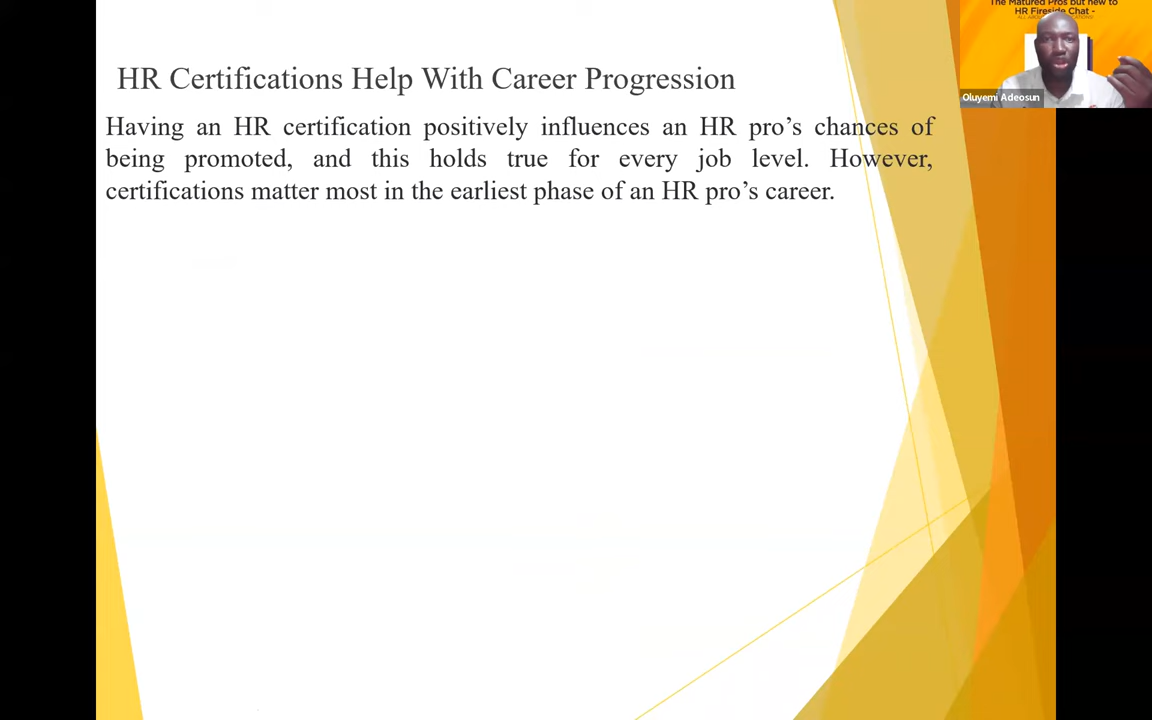 The Matured Pros but new to
HR Fireside Chat -
HR Certifications Help With Career Progression
Oluyemi Adeosun
Having an HR certification positively influences an HR pro’s chances of
being promoted, and this holds true for every job level. However,
certifications matter most in the earliest phase of an HR pro’s career.